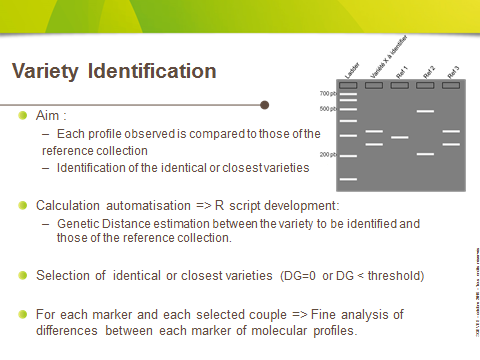 Variety Identification
Ladder
Variété X à identifier
Ref 1
Ref 2
Ref 3
700 pb
500 pb
200 pb
Aim :
– Each profile observed is compared to those of the
reference collection
– Identification of the identical or closest varieties
Calculation automatisation => R script development:
– Genetic Distance estimation between the variety to be identified and
those of the reference collection.
Selection of identical or closest varieties (DG=0 or DG < threshold)
For each marker and each selected couple => Fine analysis of
differences between each marker of molecular profiles.